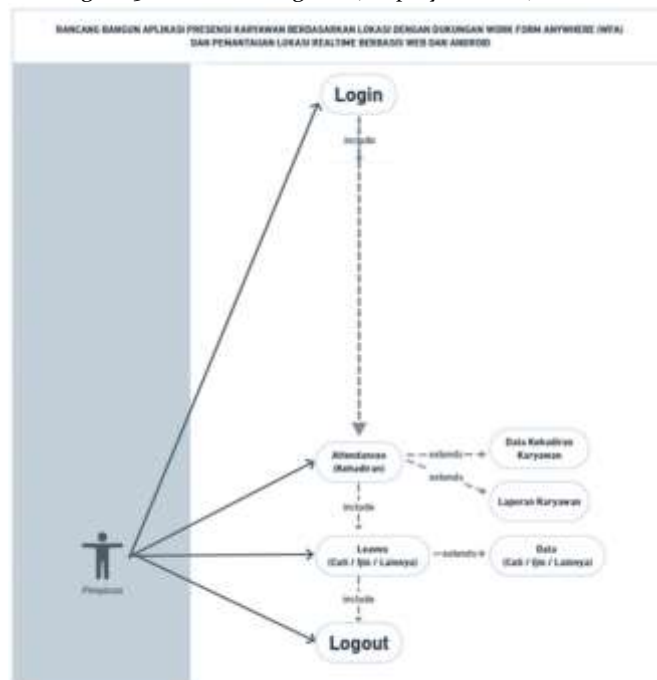 RANCANG BANGUN APLIKASI PRESENSI KARYAWAN BERDASARKAN LOKASI DENGAN DUKUNGAN WORK FORM ANYWHERE (WFA)
DAN PEMANTAUAN LOKASI REALTIME BERBASIS WEB DAN ANDROID
Login
include
Attendances
(Kehadiran)
extends
Data Kehadiran
Karyawan
extends
Laporan Karyawan
include
Leaves
(Cuti / Ijin / Lainnya)
extends
Data
(Cuti / Ijin / Lainnya)
Pimpinan
include
Logout